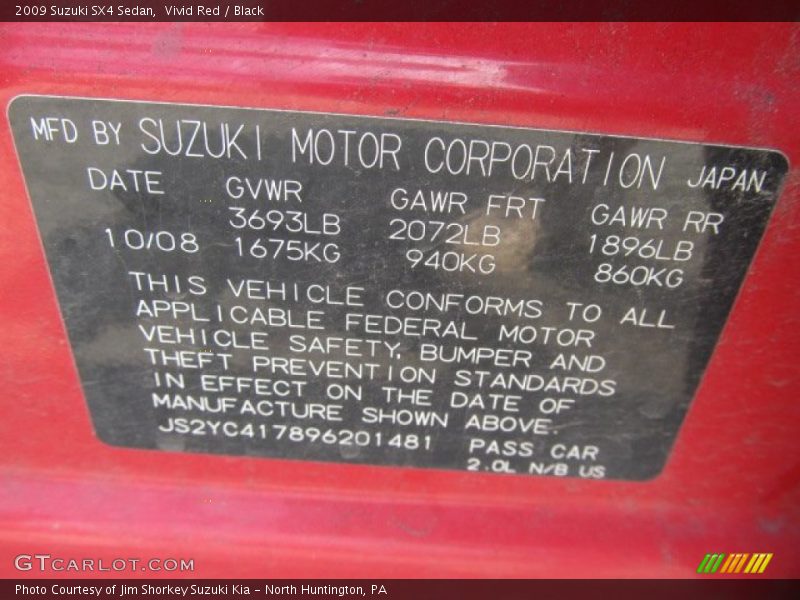 2009 Suzuki SX4 Sedan, Vivid Red / Black
MFD BY SUZUKI MOTOR CORPORATION JAPAN
DATE GVWR GAWR FRT GAWR RR
3693LB 2072LB 1896LB
10/08 1675KG 940KG 860KG
THIS VEHICLE CONFORMS TO ALL
APPLICABLE FEDERAL MOTOR
VEHICLE SAFETY, BUMPER AND
THEFT PREVENTION STANDARDS
IN EFFECT ON THE DATE OF
MANUFACTURE SHOWN ABOVE.
JS2YC417896201481 PASS CAR
2.0L N/B US
GTCARLOT.COM
Photo Courtesy of Jim Shorkey Suzuki Kia - North Huntington, PA